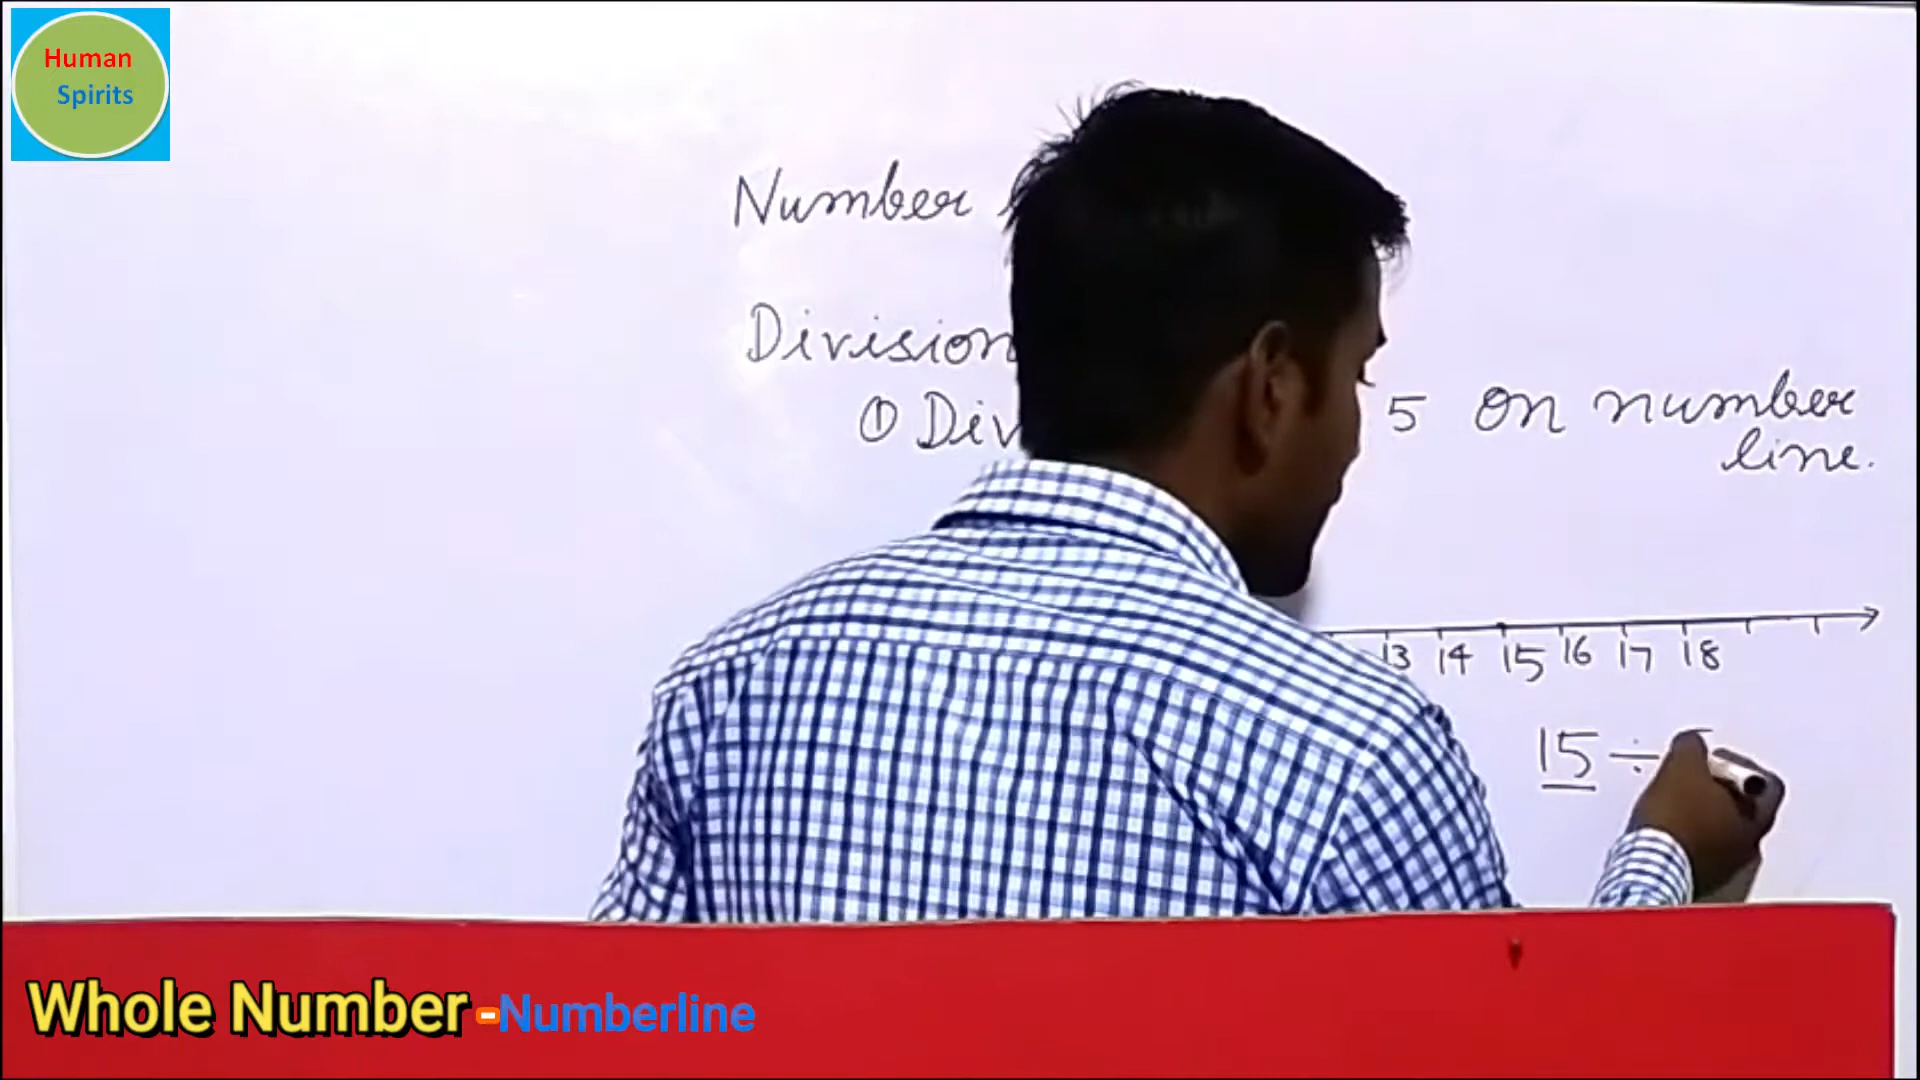 Human
Spirits
Number
Division
① Div 5 on number
line.
13 14 15 16 17 18
15 ÷
Whole Number -Numberline